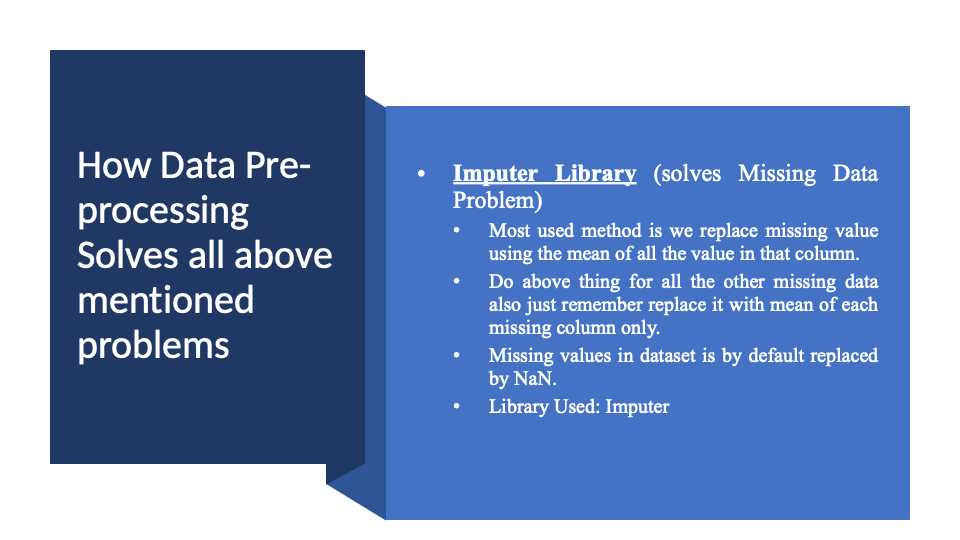 How Data Pre-
processing
Solves all above
mentioned
problems
• Imputer Library (solves Missing Data
Problem)
• Most used method is we replace missing value
using the mean of all the value in that column.
• Do above thing for all the other missing data
also just remember replace it with mean of each
missing column only.
• Missing values in dataset is by default replaced
by NaN.
• Library Used: Imputer